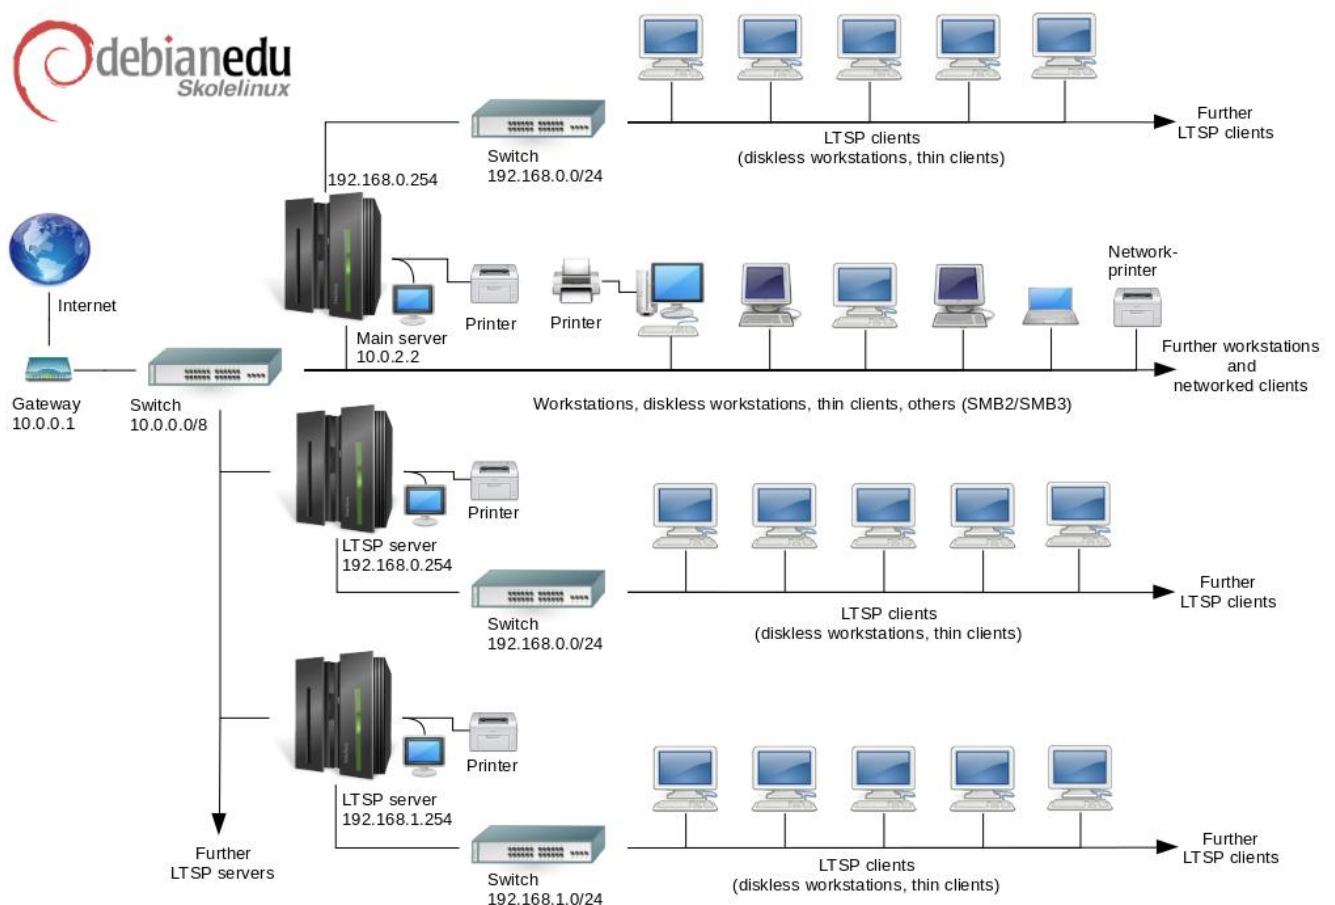 debianedu
Skolelinux
Further
LTSP clients
LTSP clients
(diskless workstations, thin clients)
Switch
192.168.0.0/24
192.168.0.254
Internet
Network-
printer
Printer
Printer
Main server
10.0.2.2
Gateway
10.0.0.1
Switch
10.0.0.0/8
Further workstations
and
networked clients
Workstations, diskless workstations, thin clients, others (SMB2/SMB3)
Printer
LTSP server
192.168.0.254
Switch
192.168.0.0/24
LTSP clients
(diskless workstations, thin clients)
Further
LTSP clients
Printer
LTSP server
192.168.1.254
Further
LTSP servers
Switch
192.168.1.0/24
LTSP clients
(diskless workstations, thin clients)
Further
LTSP clients